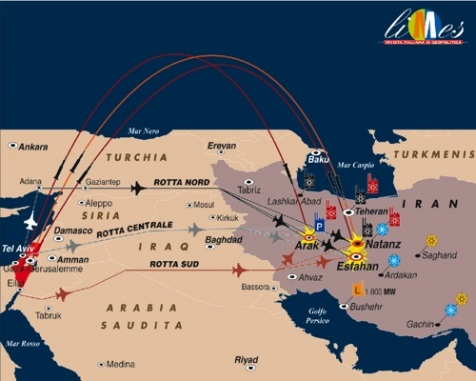 limes
RIVISTA ITALIANA DI GEOPOLITICA
Mar Nero
Ankara
TURCHIA
Erevan
Baku
Mar Caspio
TURKMENIS
Adana
Gaziantep
ROTTA NORD
Tabriz
Lashkar Abad
Teheran
IRAN
Aleppo
Mosul
SIRIA
Kirkuk
ROTTA CENTRALE
P
Damasco
Tel Aviv
IRAQ
Baghdad
Arak
Natanz
Amman
Esfahan
Saghand
Gaza
Gerusalemme
ROTTA SUD
Ardakan
Ahvaz
Eilat
Bassora
L
1.000 MW
Bushehr
ARABIA
SAUDITA
Tabruk
Golfo
Persico
Gachin
Mar Rosso
Medina
Riyad